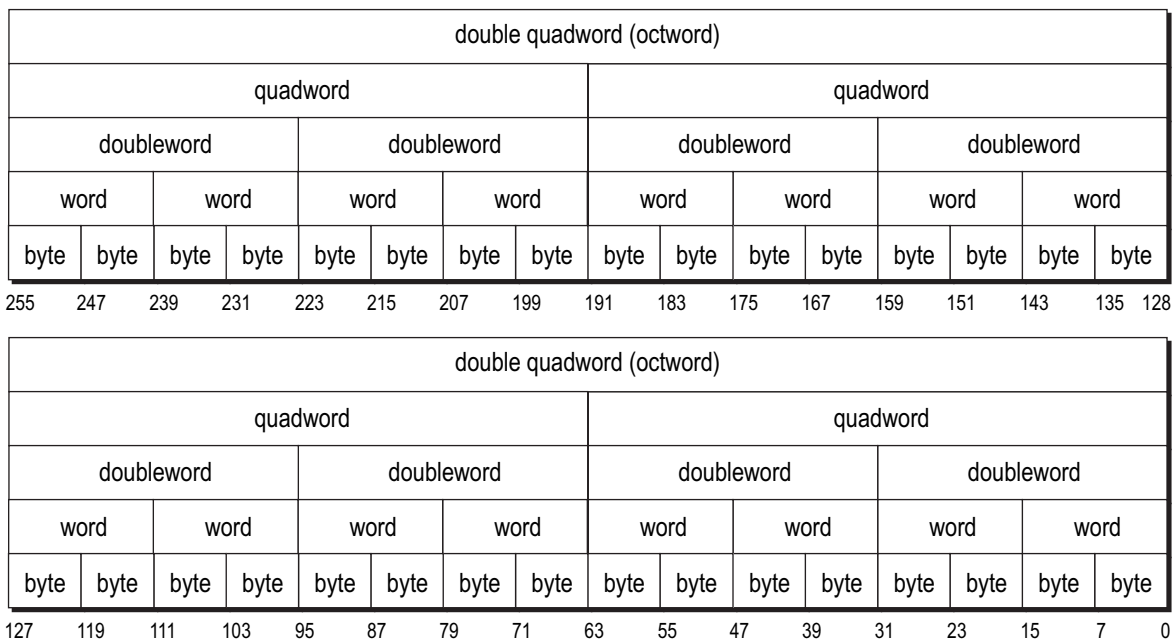 double quadword (octword)
quadword quadword
doubleword doubleword doubleword doubleword
word word word word word word word word
byte byte byte byte byte byte byte byte byte byte byte byte byte byte byte byte
255 247 239 231 223 215 207 199 191 183 175 167 159 151 143 135 128
double quadword (octword)
quadword quadword
doubleword doubleword doubleword doubleword
word word word word word word word word
byte byte byte byte byte byte byte byte byte byte byte byte byte byte byte byte
127 119 111 103 95 87 79 71 63 55 47 39 31 23 15 7 0